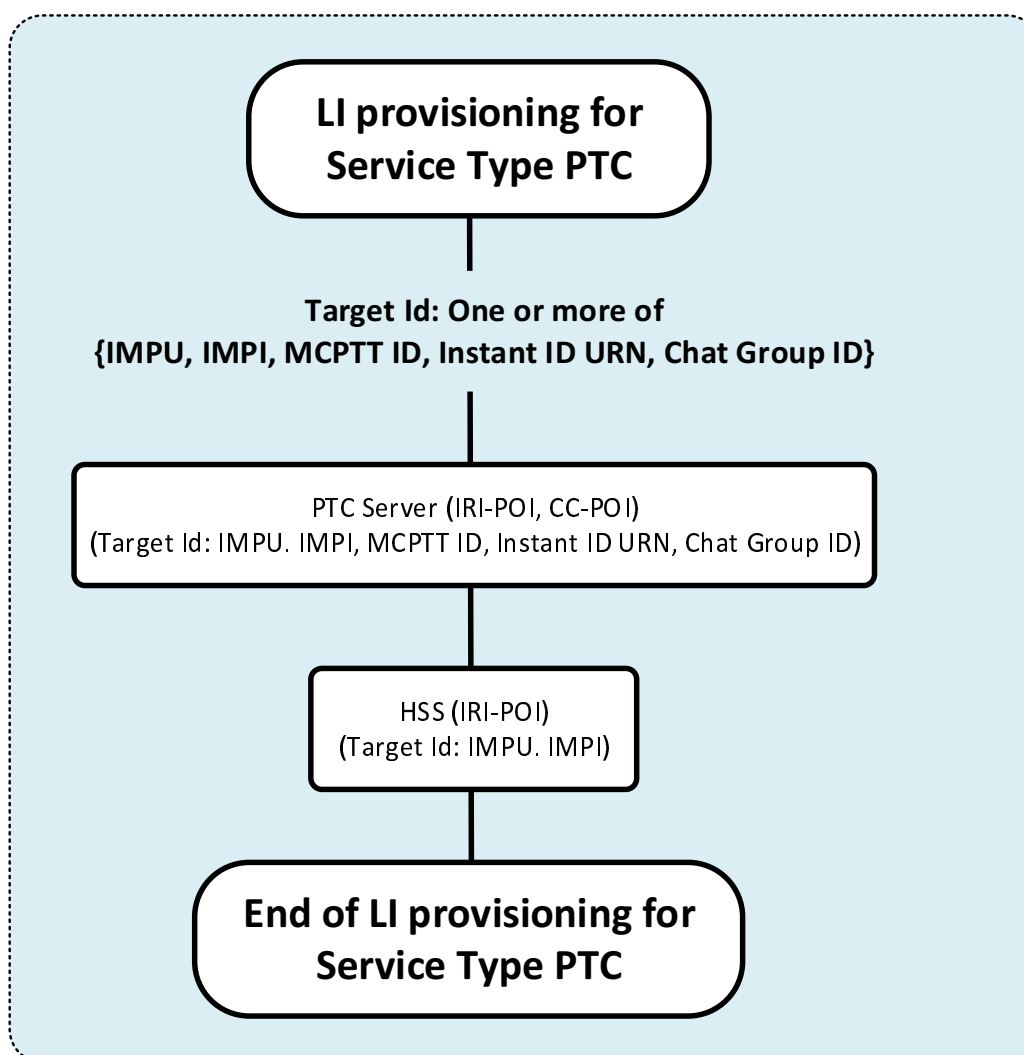 LI provisioning for
Service Type PTC
Target Id: One or more of
{IMPU, IMPI, MCPTT ID, Instant ID URN, Chat Group ID}
PTC Server (IRI-POI, CC-POI)
(Target Id: IMPU. IMPI, MCPTT ID, Instant ID URN, Chat Group ID)
HSS (IRI-POI)
(Target Id: IMPU. IMPI)
End of LI provisioning for
Service Type PTC